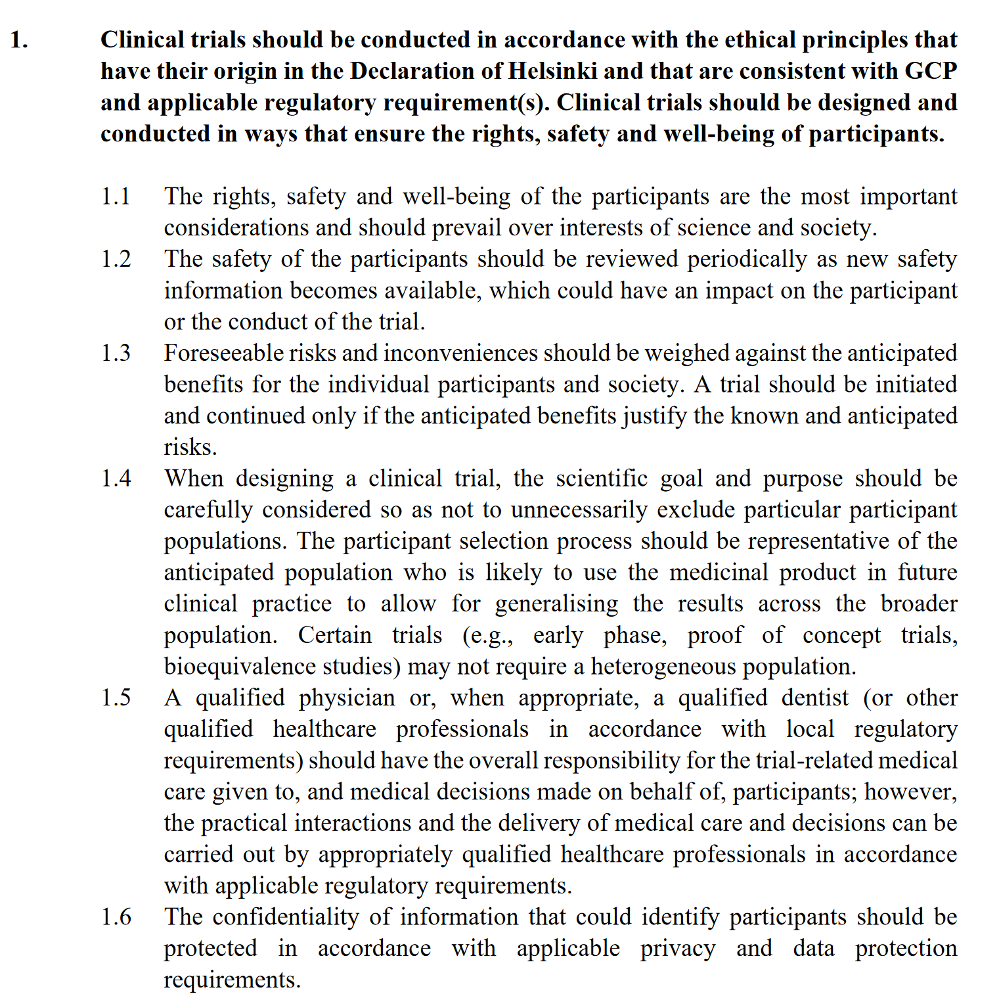 1. Clinical trials should be conducted in accordance with the ethical principles that
have their origin in the Declaration of Helsinki and that are consistent with GCP
and applicable regulatory requirement(s). Clinical trials should be designed and
conducted in ways that ensure the rights, safety and well-being of participants.
1.1 The rights, safety and well-being of the participants are the most important
considerations and should prevail over interests of science and society.
1.2 The safety of the participants should be reviewed periodically as new safety
information becomes available, which could have an impact on the participant
or the conduct of the trial.
1.3 Foreseeable risks and inconveniences should be weighed against the anticipated
benefits for the individual participants and society. A trial should be initiated
and continued only if the anticipated benefits justify the known and anticipated
risks.
1.4 When designing a clinical trial, the scientific goal and purpose should be
carefully considered so as not to unnecessarily exclude particular participant
populations. The participant selection process should be representative of the
anticipated population who is likely to use the medicinal product in future
clinical practice to allow for generalising the results across the broader
population. Certain trials (e.g., early phase, proof of concept trials,
bioequivalence studies) may not require a heterogeneous population.
1.5 A qualified physician or, when appropriate, a qualified dentist (or other
qualified healthcare professionals in accordance with local regulatory
requirements) should have the overall responsibility for the trial-related medical
care given to, and medical decisions made on behalf of, participants; however,
the practical interactions and the delivery of medical care and decisions can be
carried out by appropriately qualified healthcare professionals in accordance
with applicable regulatory requirements.
1.6 The confidentiality of information that could identify participants should be
protected in accordance with applicable privacy and data protection
requirements.